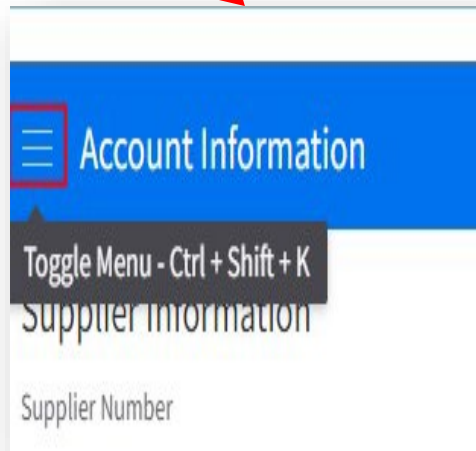 Account Information
Toggle Menu - Ctrl + Shift + K
Supplier Information
Supplier Number